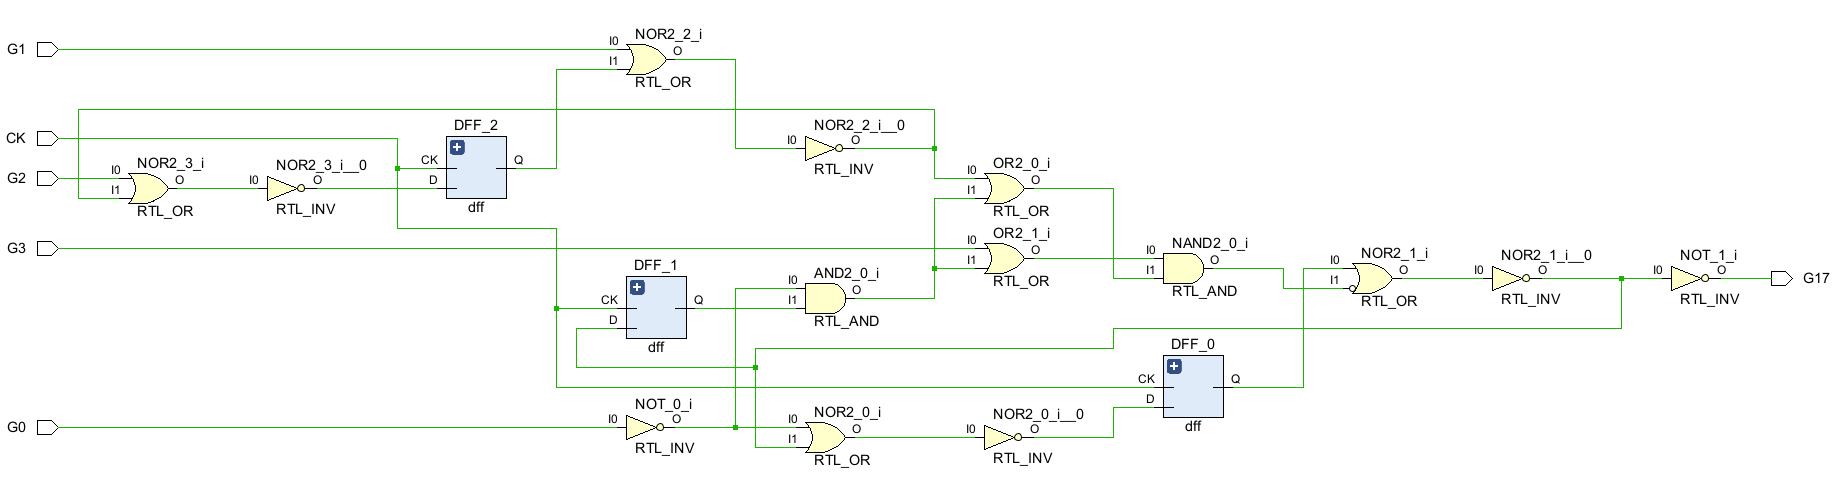 NOR2_2_i
G1
I0
O
I1
RTL_OR
DFF_2
NOR2_2_i__0
CK
I0
O
NOR2_3_i
NOR2_3_i__0
CK
Q
RTL_INV
OR2_0_i
G2
I0
O
I0
O
D
I0
O
I1
I1
RTL_OR
RTL_INV
dff
RTL_OR
G3
I0
OR2_1_i
O
NAND2_0_i
I0
O
NOR2_1_i
NOR2_1_i__0
NOT_1_i
DFF_1
AND2_0_i
I1
I1
I0
O
I0
O
I0
O
G17
I0
O
RTL_OR
RTL_AND
I1
RTL_OR
RTL_INV
RTL_INV
CK
Q
I1
D
RTL_AND
dff
DFF_0
CK
Q
D
NOT_0_i
NOR2_0_i
NOR2_0_i__0
G0
I0
O
I0
O
I0
O
dff
I1
RTL_INV
RTL_OR
RTL_INV